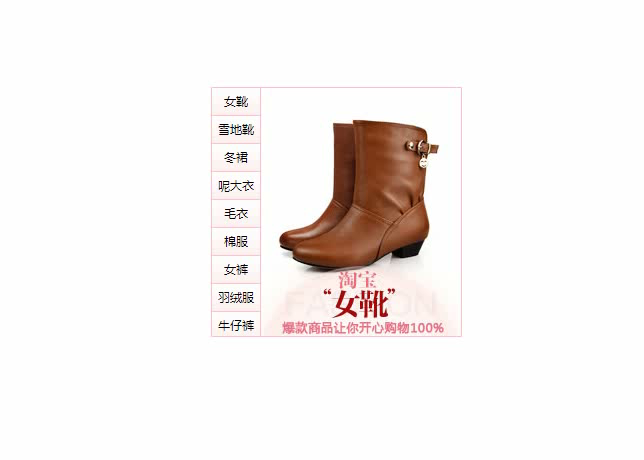 女靴
雪地靴
冬裙
呢大衣
毛衣
棉服
女裤
羽绒服
牛仔裤
淘宝
“女靴”
FASHION
爆款商品让你开心购物100%